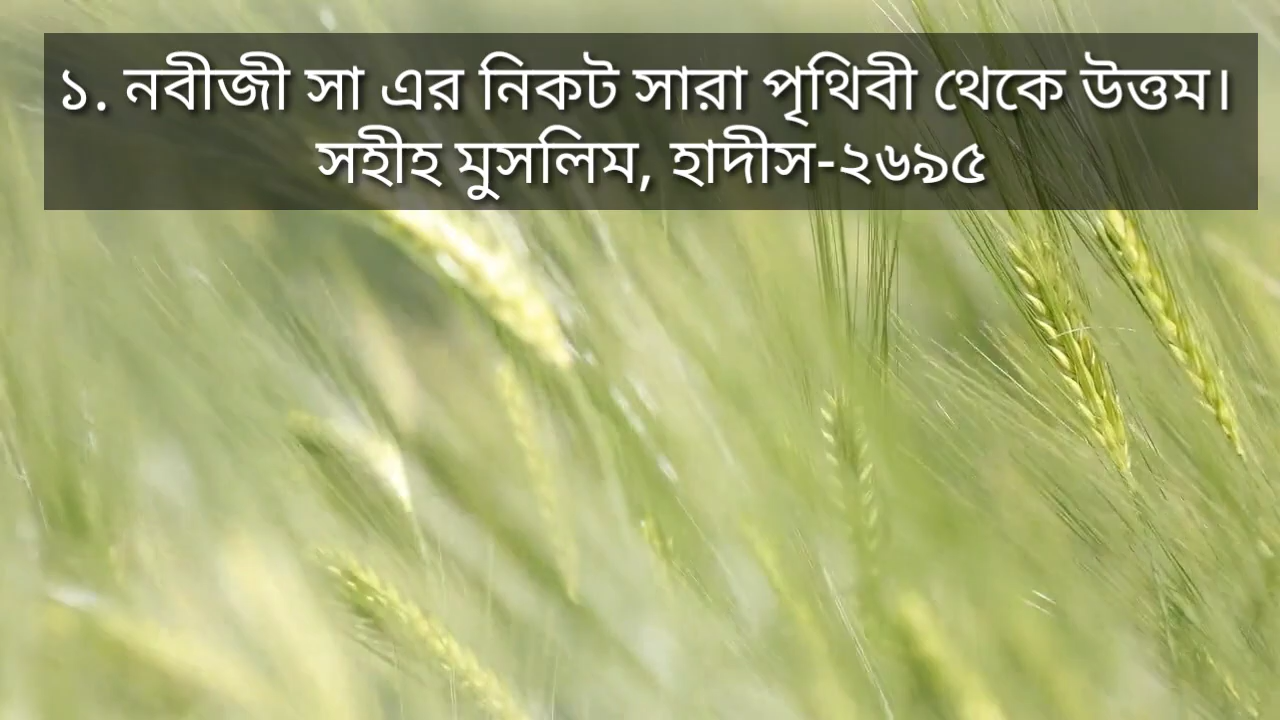 ১. নবীজী সা এর নিকট সারা পৃথিবী থেকে উত্তম।
সহীহ মুসলিম, হাদীস-২৬৯৫